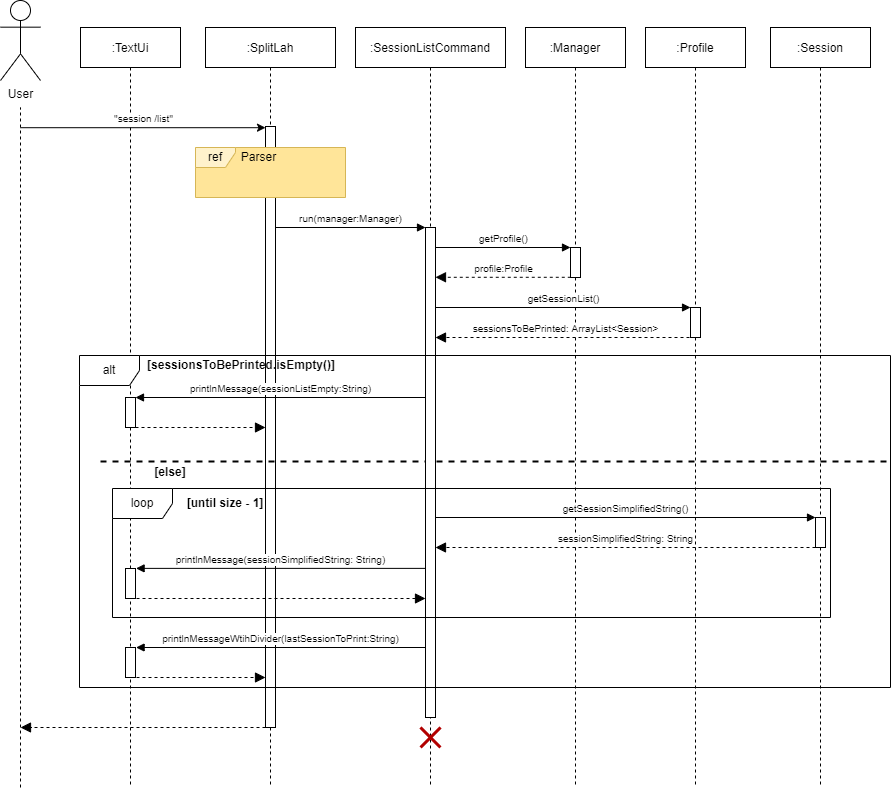 :TextUi
:SplitLah
:SessionListCommand
:Manager
:Profile
:Session
User
"session /list"
ref
Parser
run(manager:Manager)
getProfile()
profile:Profile
getSessionList()
sessionsToBePrinted: ArrayList<Session>
alt
[sessionsToBePrinted.isEmpty()]
printlnMessage(sessionListEmpty:String)
[else]
loop
[until size - 1]
getSessionSimplifiedString()
sessionSimplifiedString: String
printlnMessage(sessionSimplifiedString: String)
printlnMessageWtihDivider(lastSessionToPrint:String)